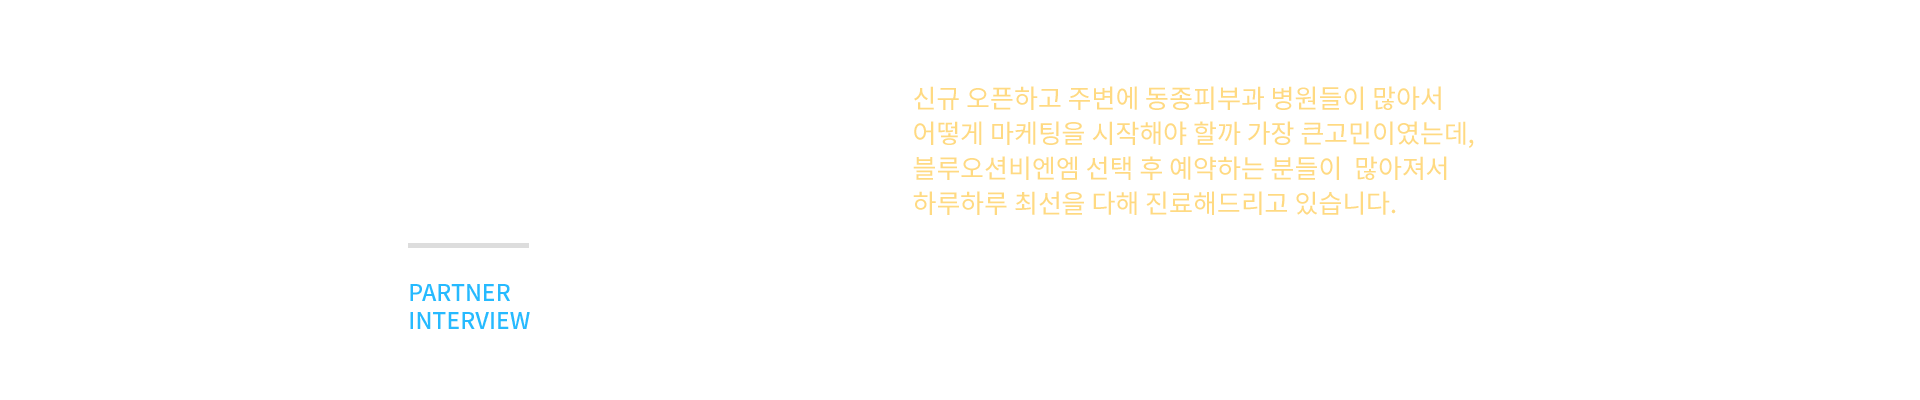 신규 오픈하고 주변에 동종피부과 병원들이 많아서
어떻게 마케팅을 시작해야 할까 가장 큰고민이였는데,
블루오션비엔엠 선택 후 예약하는 분들이  많아져서
하루하루 최선을 다해 진료해드리고 있습니다.
PARTNER
INTERVIEW